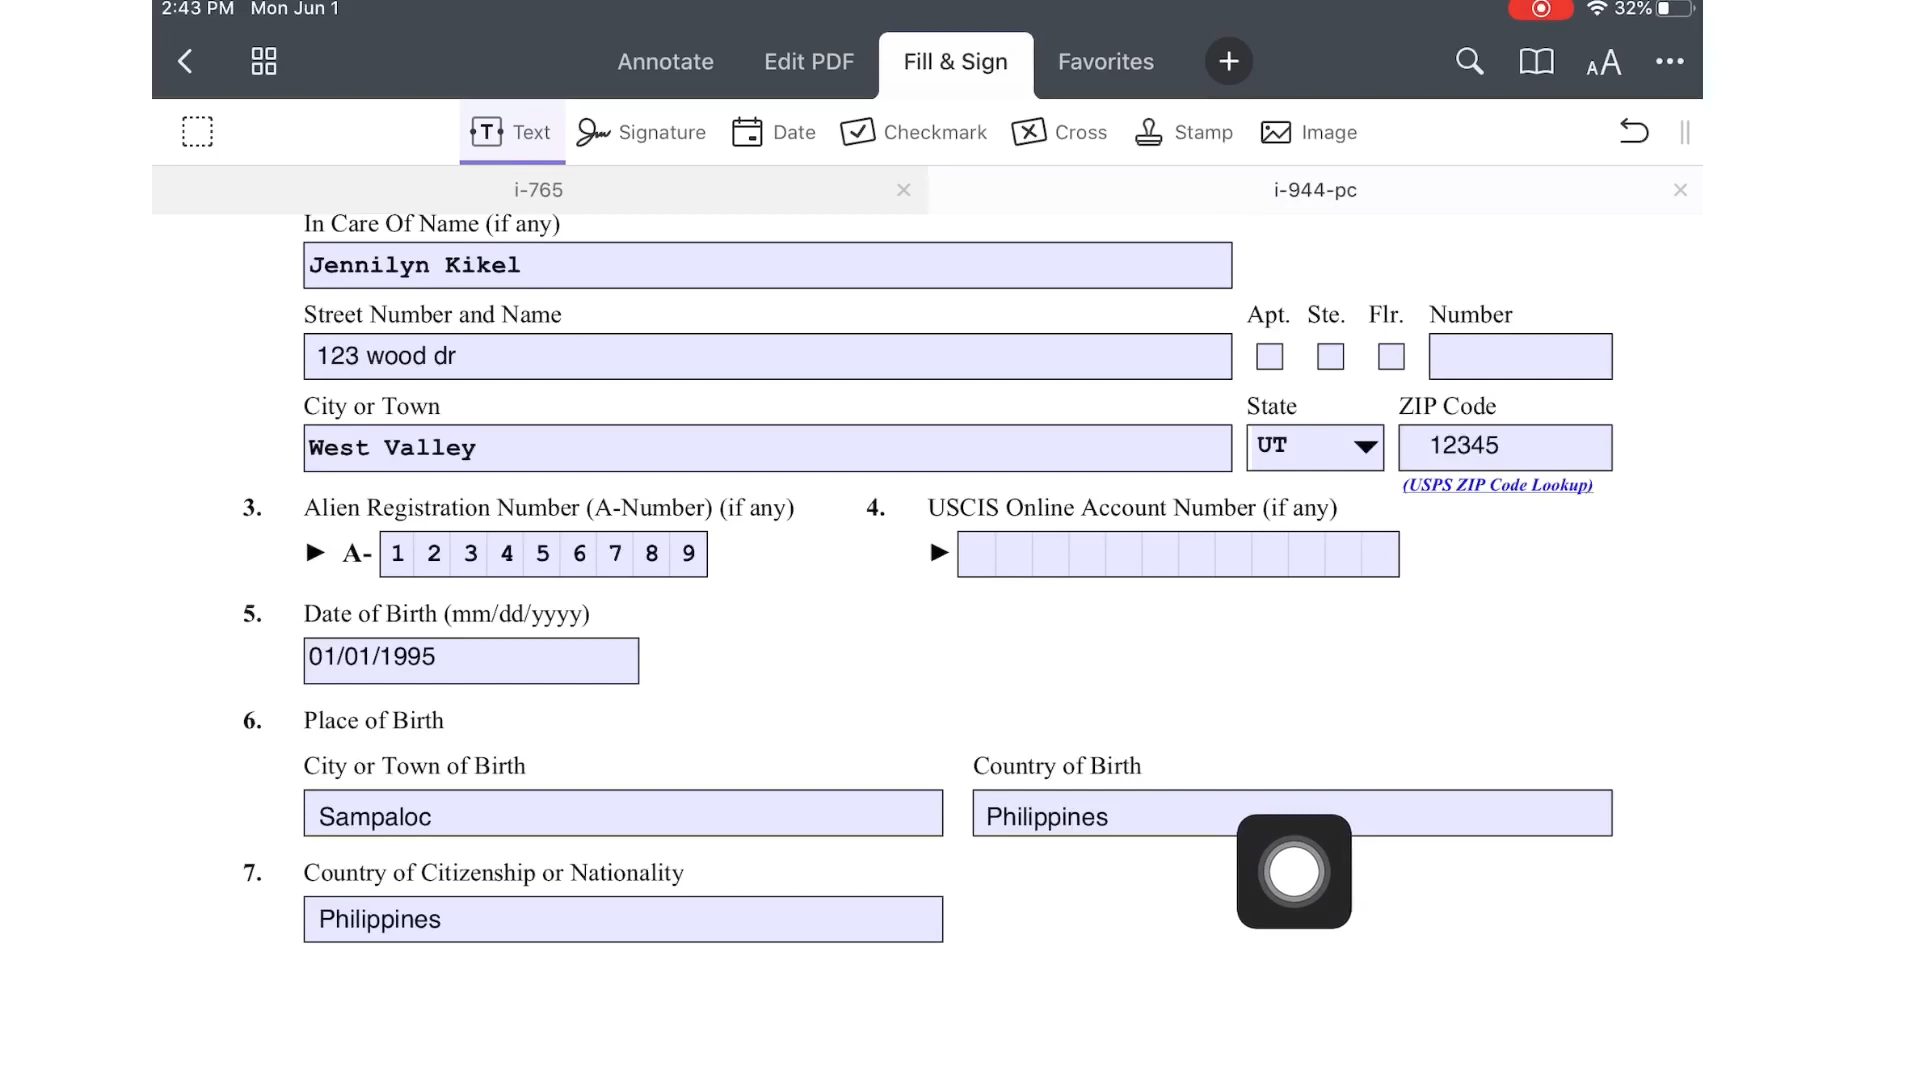 2:43 PM Mon Jun 1
32%
Annotate Edit PDF Fill & Sign Favorites
AA
Text Signature Date Checkmark Cross Stamp Image
i-765 i-944-pc
In Care Of Name (if any)
Jennilyn Kikel
Street Number and Name Apt. Ste. Flr. Number
123 wood dr
City or Town State ZIP Code
West Valley UT 12345
(USPS ZIP Code Lookup)
3. Alien Registration Number (A-Number) (if any) 4. USCIS Online Account Number (if any)
A- 1 2 3 4 5 6 7 8 9
5. Date of Birth (mm/dd/yyyy)
01/01/1995
6. Place of Birth
City or Town of Birth Country of Birth
Sampaloc Philippines
7. Country of Citizenship or Nationality
Philippines